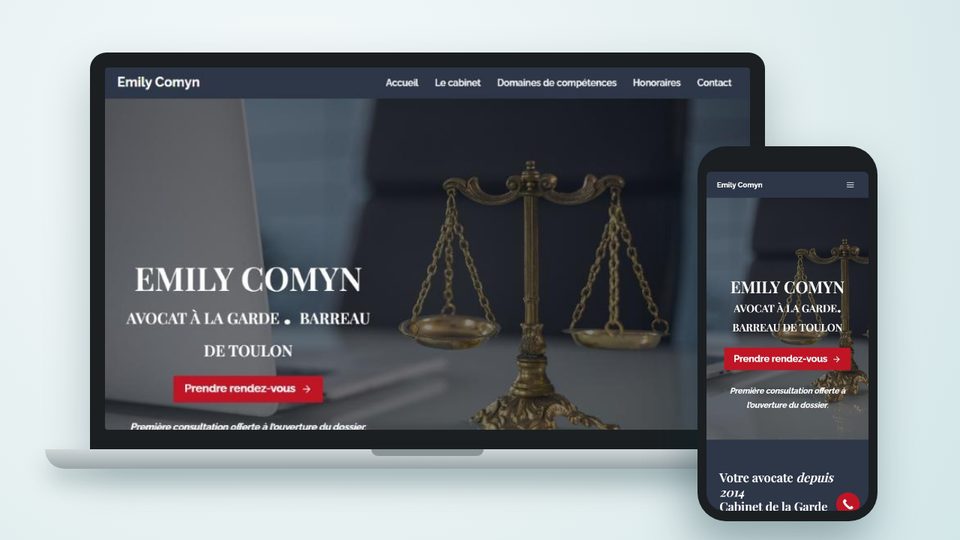 Emily Comyn
Accueil Le cabinet Domaines de compétences Honoraires Contact
EMILY COMYN
AVOCAT À LA GARDE . BARREAU
DE TOULON
Prendre rendez-vous →
Première consultation offerte à l'ouverture du dossier
Emily Comyn
EMILY COMYN
AVOCAT À LA GARDE.
BARREAU DE TOULON
Prendre rendez-vous →
Première consultation offerte à
l'ouverture du dossier.
Votre avocate depuis
2014
Cabinet de la Garde